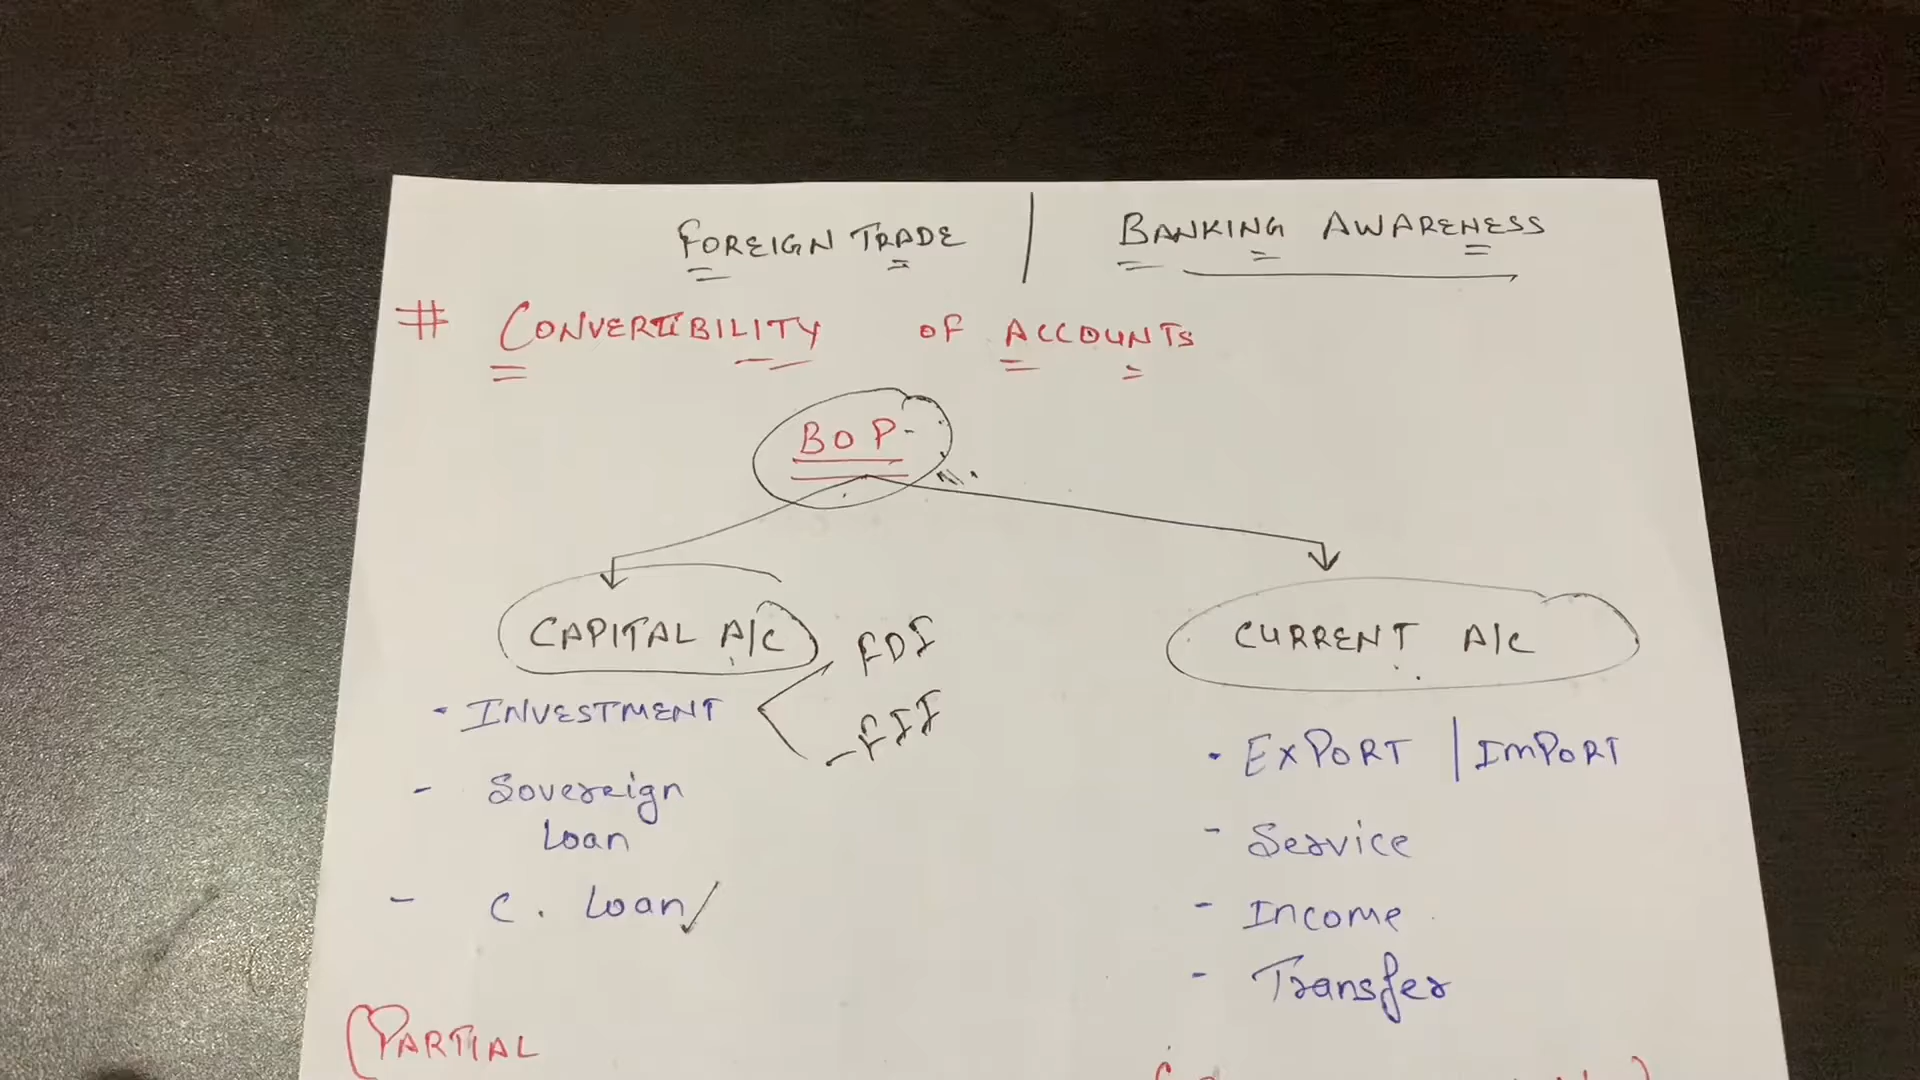 FOREIGN TRADE | BANKING AWARENESS
# CONVERTIBILITY OF ACCOUNTS
BOP
CAPITAL A/C
- INVESTMENT
FDI
- FII
- Sovereign
Loan
- C. Loan
(PARTIAL
CURRENT A/C
- EXPORT | IMPORT
- Service
- Income
- Transfer